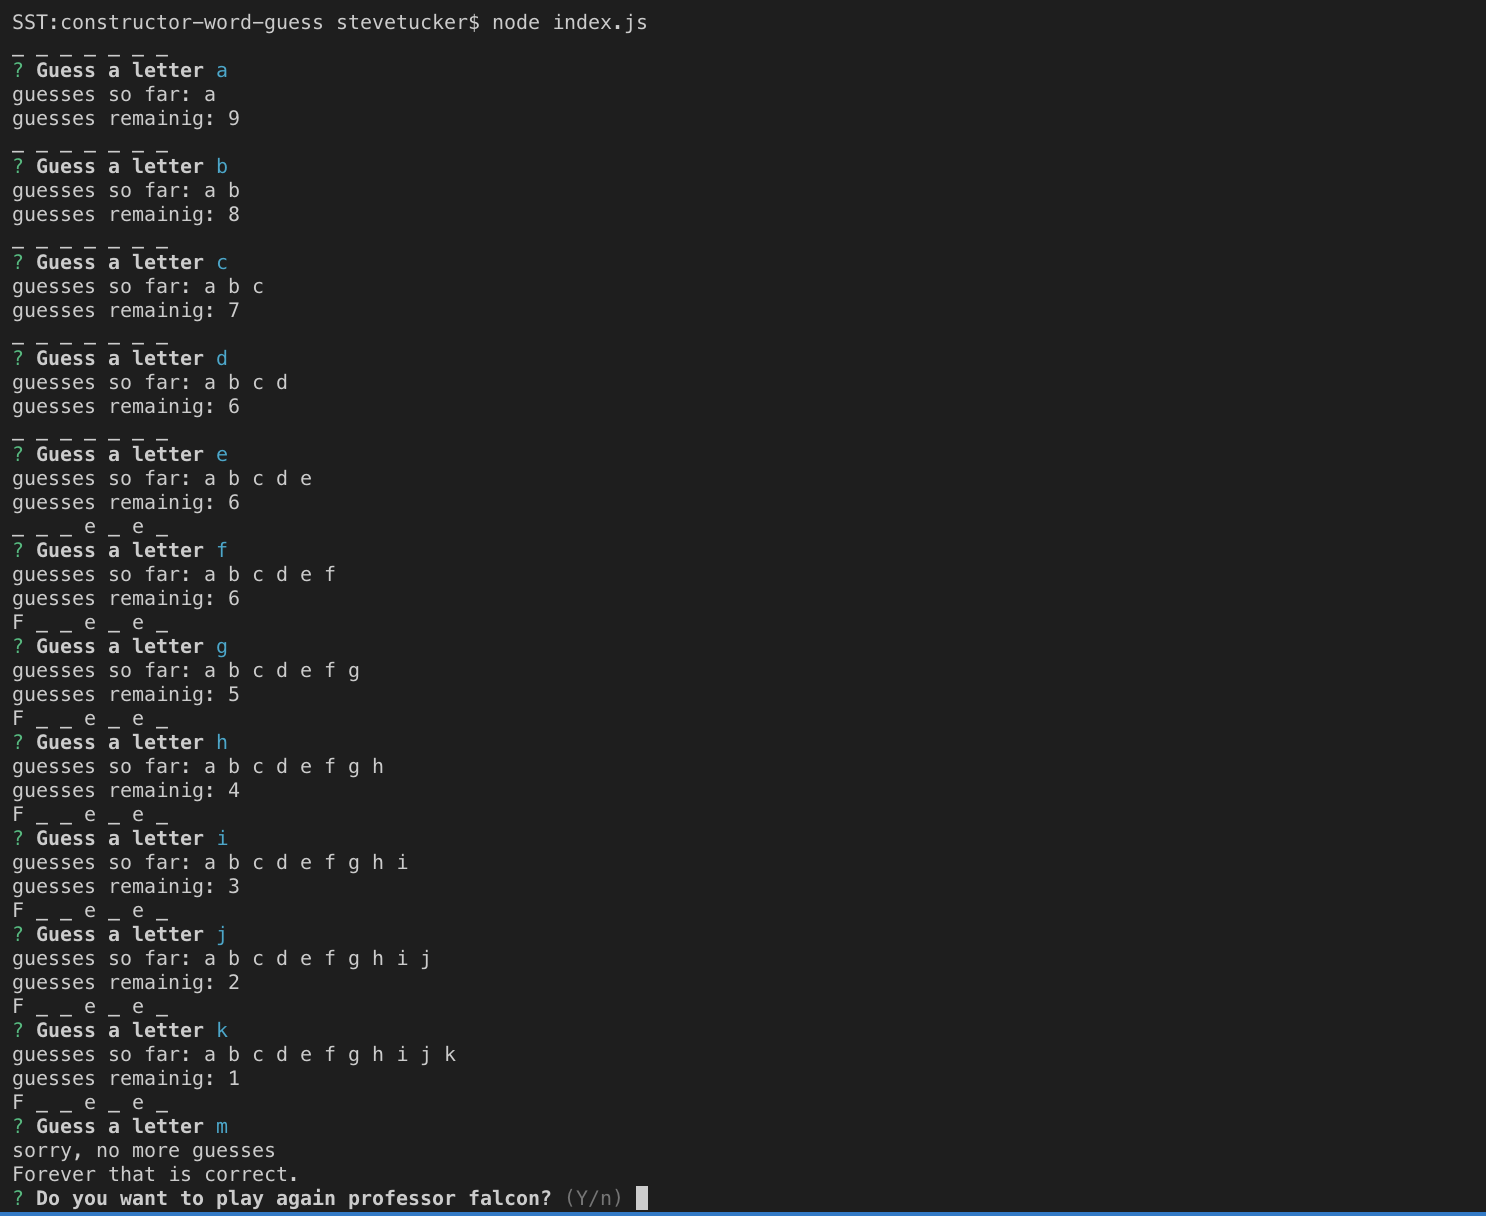 SST:constructor-word-guess stevetucker$ node index.js
_ _ _ _ _ _ _
? Guess a letter a
guesses so far: a
guesses remainig: 9
_ _ _ _ _ _ _
? Guess a letter b
guesses so far: a b
guesses remainig: 8
_ _ _ _ _ _ _
? Guess a letter c
guesses so far: a b c
guesses remainig: 7
_ _ _ _ _ _ _
? Guess a letter d
guesses so far: a b c d
guesses remainig: 6
_ _ _ _ _ _ _
? Guess a letter e
guesses so far: a b c d e
guesses remainig: 6
_ _ _ e _ e _
? Guess a letter f
guesses so far: a b c d e f
guesses remainig: 6
F _ _ e _ e _
? Guess a letter g
guesses so far: a b c d e f g
guesses remainig: 5
F _ _ e _ e _
? Guess a letter h
guesses so far: a b c d e f g h
guesses remainig: 4
F _ _ e _ e _
? Guess a letter i
guesses so far: a b c d e f g h i
guesses remainig: 3
F _ _ e _ e _
? Guess a letter j
guesses so far: a b c d e f g h i j
guesses remainig: 2
F _ _ e _ e _
? Guess a letter k
guesses so far: a b c d e f g h i j k
guesses remainig: 1
F _ _ e _ e _
? Guess a letter m
sorry, no more guesses
Forever that is correct.
? Do you want to play again professor falcon? (Y/n)